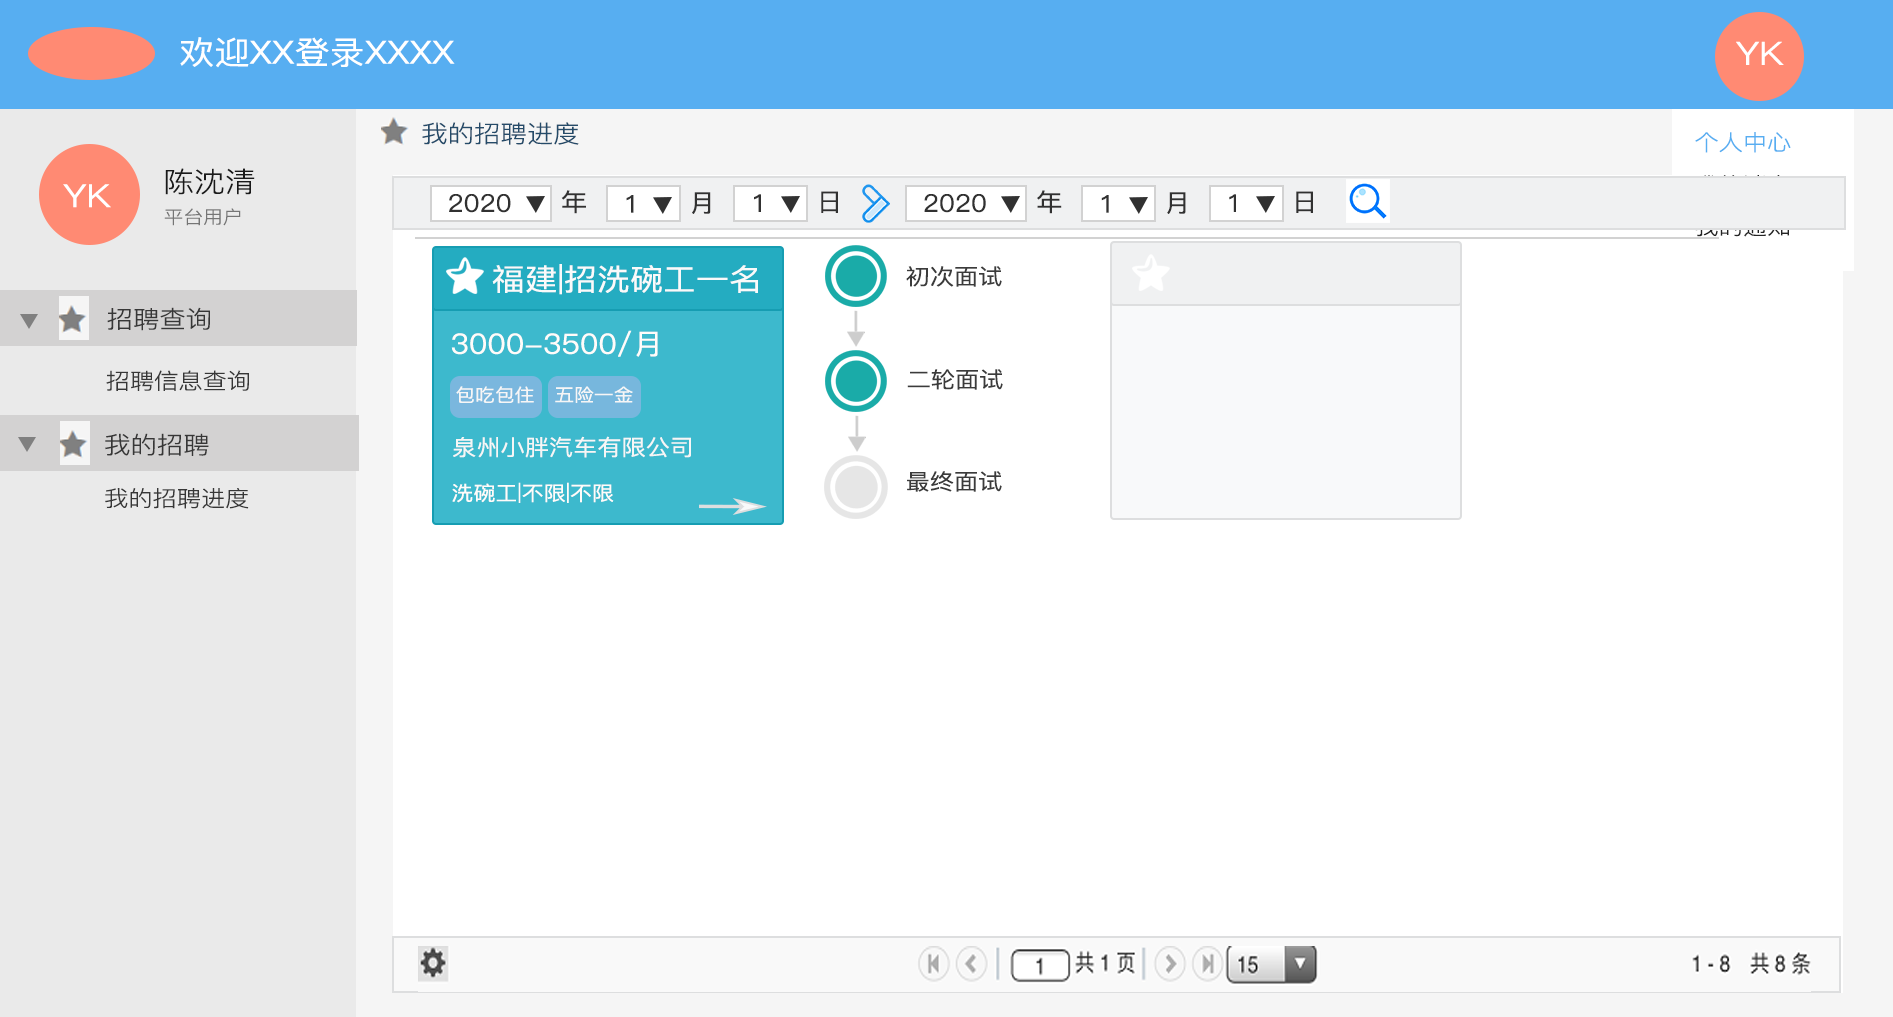 欢迎XX登录XXXX
YK
YK
陈沈清
平台用户
招聘查询
招聘信息查询
我的招聘
我的招聘进度
我的招聘进度
个人中心
2020 ▼ 年 1 ▼ 月 1 ▼ 日 2020 ▼ 年 1 ▼ 月 1 ▼ 日
我的通知
福建|招洗碗工一名
3000-3500/月
包吃包住 五险一金
泉州小胖汽车有限公司
洗碗工|不限|不限
初次面试
二轮面试
最终面试
1 共 1 页 15
1 - 8 共 8 条